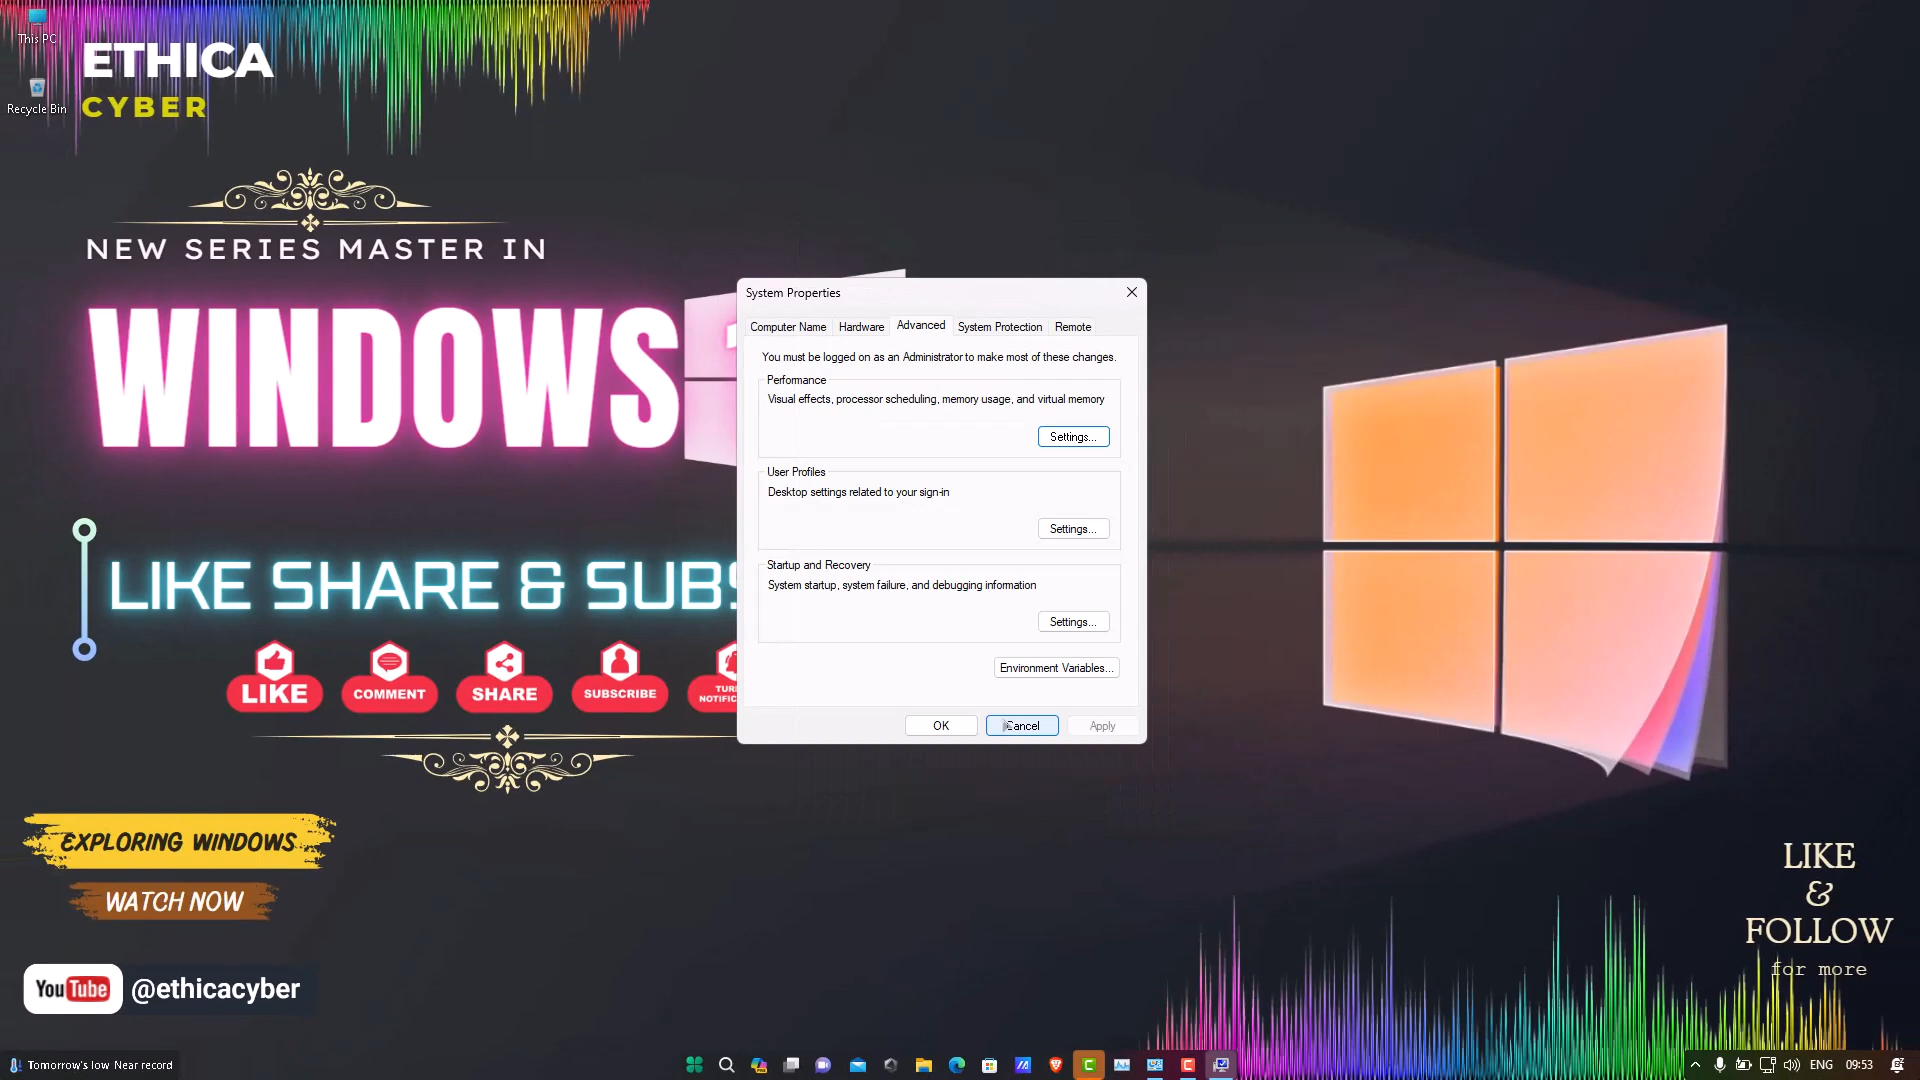 This PC
ETHICA
CYBER
Recycle Bin
NEW SERIES MASTER IN
WINDOWS
LIKE SHARE & SUBS
LIKE
COMMENT
SHARE
SUBSCRIBE
EXPLORING WINDOWS
WATCH NOW
YouTube @ethicacyber
System Properties
Computer Name
Hardware
Advanced
System Protection
Remote
You must be logged on as an Administrator to make most of these changes.
Performance
Visual effects, processor scheduling, memory usage, and virtual memory
Settings...
User Profiles
Desktop settings related to your sign-in
Settings...
Startup and Recovery
System startup, system failure, and debugging information
Settings...
Environment Variables...
OK
Cancel
Apply
LIKE
&
FOLLOW
for more
Tomorrow's low Near record
ENG
09:53